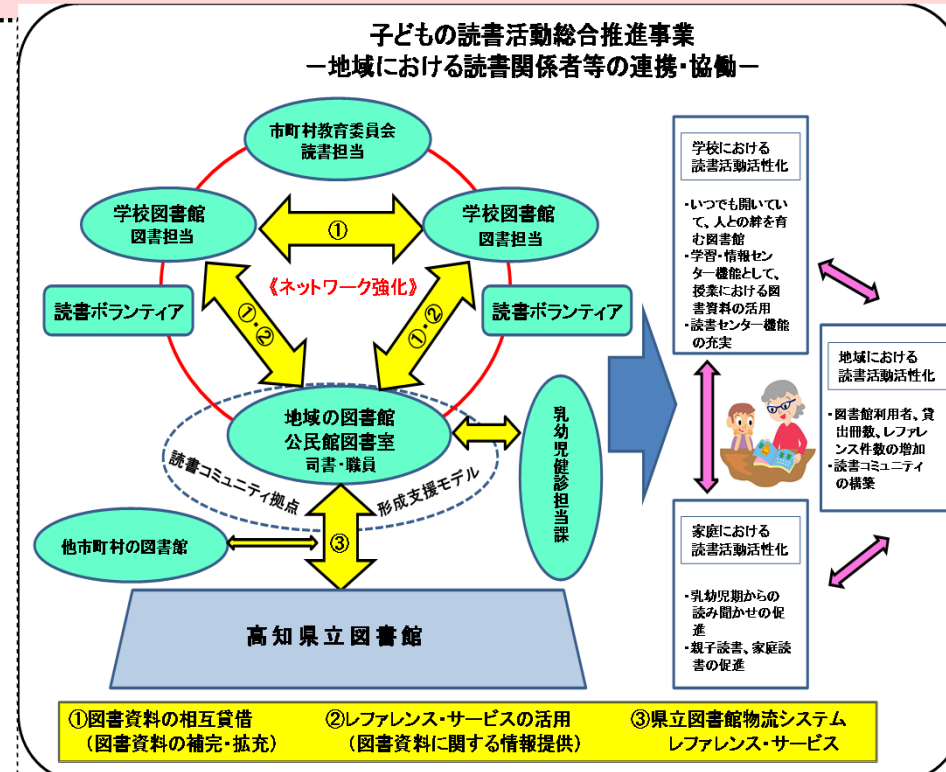 子どもの読書活動総合推進事業
－地域における読書関係者等の連携・協働－
市町村教育委員会
読書担当
学校図書館
図書担当
①
学校図書館
図書担当
《ネットワーク強化》
読書ボランティア
①・②
①・②
読書ボランティア
地域の図書館
公民館図書室
司書・職員
読書コミュニティ拠点
形成支援モデル
乳幼児健診担当課
他市町村の図書館
③
高知県立図書館
学校における
読書活動活性化
・いつでも開いてい
て、人との絆を育
む図書館
・学習・情報セン
ター機能として、
授業における図
書資料の活用
・読書センター機能
の充実
地域における
読書活動活性化
・図書館利用者、貸
出冊数、レファレ
ンス件数の増加
・読書コミュニティ
の構築
家庭における
読書活動活性化
・乳幼児期からの
読み聞かせの促
進
・親子読書、家庭読
書の促進
①図書資料の相互貸借
（図書資料の補完・拡充）
②レファレンス・サービスの活用
（図書資料に関する情報提供）
③県立図書館物流システム
レファレンス・サービス